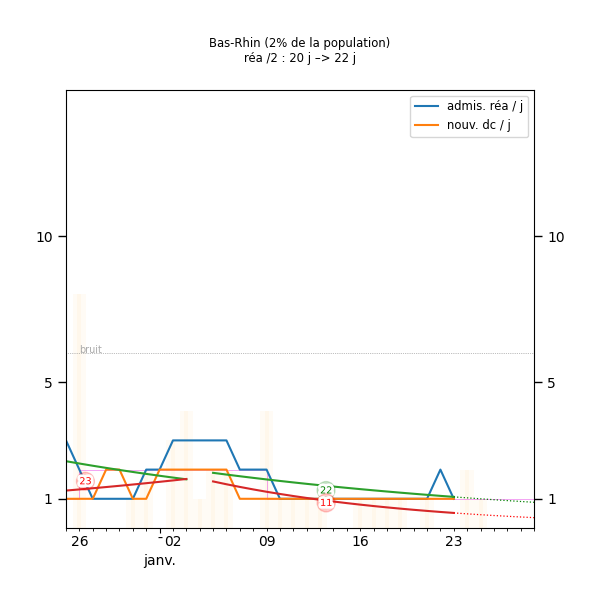 Bas-Rhin (2% de la population)
réa /2 : 20 j –> 22 j
admis. réa / j
nouv. dc / j
10
10
bruit
5
5
23
22
11
1
1
26
02
09
16
23
janv.